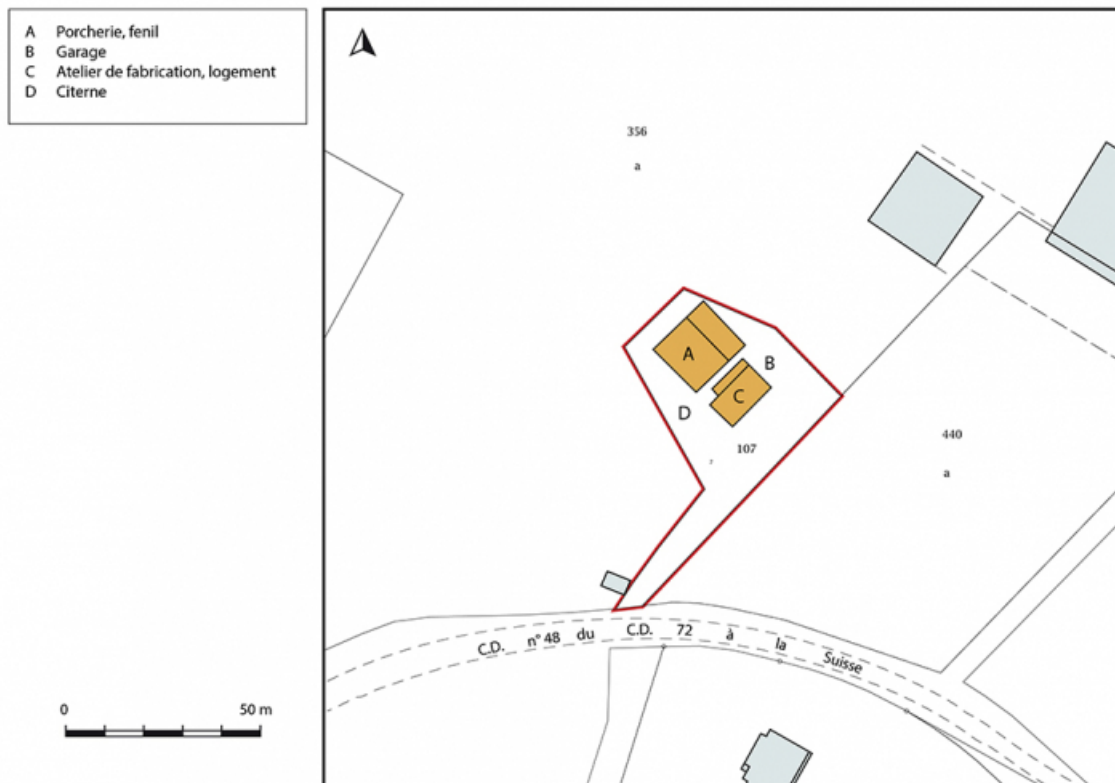 A Porcherie, fenil
B Garage
C Atelier de fabrication, logement
D Citerne
356
a
A
B
C
D
107
,
440
a
C.D. n° 48 du C.D. 72 à la Suisse
0 50 m